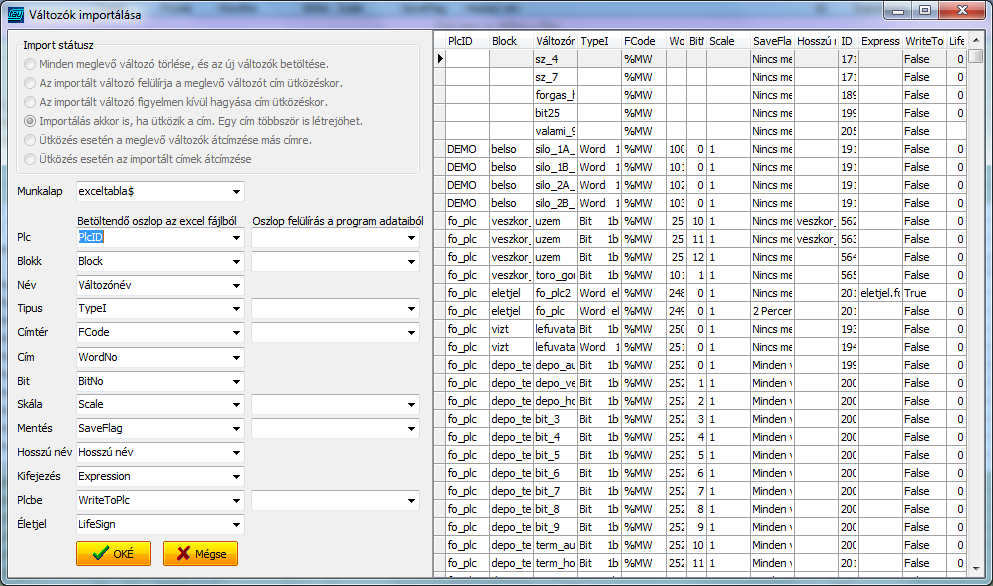 Változók importálása
Import státusz
Minden meglevő változó törlése, és az új változók betöltése.
Az importált változó felülírja a meglevő változót cím ütközéskor.
Az importált változó figyelmen kívül hagyása cím ütközéskor.
Importálás akkor is, ha ütközik a cím. Egy cím többször is létrejöhet.
Ütközés esetén a meglevő változók átcímzése más címre.
Ütközés esetén az importált címek átcímzése
Munkalap exceltabla$
Betöltendő oszlop az excel fájlból Oszlop felülírás a program adataiból
Plc PlcID
Blokk Block
Név Változónév
Tipus TypeI
Címtér FCode
Cím WordNo
Bit BitNo
Skála Scale
Mentés SaveFlag
Hosszú név Hosszú név
Kifejezés Expression
Plcbe WriteToPlc
Életjel LifeSign
OKÉ Mégse
PlcID Block Változór TypeI FCode Wo Bitf Scale SaveFla Hosszú r ID Express WriteTo Life
sz_4 %MW Nincs me 171 False 0
sz_7 %MW Nincs me 171 False 0
forgas_h %MW Nincs me 189 False 0
bit25 %MW Nincs me 199 False 0
valami_9 %MW Nincs me 205 False 0
DEMO belso silo_1A_ Word 1 %MW 100 0 1 Nincs me 191 False 0
DEMO belso silo_1B_ Word 1 %MW 101 0 1 Nincs me 191 False 0
DEMO belso silo_2A_ Word 1 %MW 102 0 1 Nincs me 191 False 0
DEMO belso silo_2B_ Word 1 %MW 103 0 1 Nincs me 191 False 0
fo_plc veszkor_ uzem Bit 1b %MW 25 10 1 Nincs me veszkor_ 562 False 0
fo_plc veszkor_ uzem Bit 1b %MW 25 11 1 Nincs me veszkor_ 563 False 0
fo_plc veszkor_ uzem Bit 1b %MW 25 12 1 Nincs me 564 False 0
fo_plc veszkor_ toro_gor Bit 1b %MW 101 1 1 Nincs me 565 False 0
fo_plc eletjel fo_plc2 Word el %MW 248 0 1 Nincs me 201 eletjel.fo True 0
fo_plc eletjel fo_plc Word el %MW 249 0 1 2 Percer 201 False 0
fo_plc vizt lefuvata Word 1 %MW 250 0 1 Nincs me 193 False 0
fo_plc vizt lefuvata Word 1 %MW 251 0 1 Nincs me 194 False 0
fo_plc depo_te depo_au Bit 1b %MW 252 0 1 Minden v 199 False 0
fo_plc depo_te depo_ve Bit 1b %MW 252 1 1 Minden v 200 False 0
fo_plc depo_te depo_ho Bit 1b %MW 252 2 1 Minden v 200 False 0
fo_plc depo_te bit_3 Bit 1b %MW 252 3 1 Minden v 200 False 0
fo_plc depo_te bit_4 Bit 1b %MW 252 4 1 Minden v 200 False 0
fo_plc depo_te bit_5 Bit 1b %MW 252 5 1 Minden v 200 False 0
fo_plc depo_te bit_6 Bit 1b %MW 252 6 1 Minden v 200 False 0
fo_plc depo_te bit_7 Bit 1b %MW 252 7 1 Minden v 200 False 0
fo_plc depo_te bit_8 Bit 1b %MW 252 8 1 Minden v 200 False 0
fo_plc depo_te bit_9 Bit 1b %MW 252 9 1 Minden v 200 False 0
fo_plc depo_te term_au Bit 1b %MW 252 10 1 Minden v 200 False 0
fo_plc depo_te term_ho Bit 1b %MW 252 11 1 Minden v 200 False 0